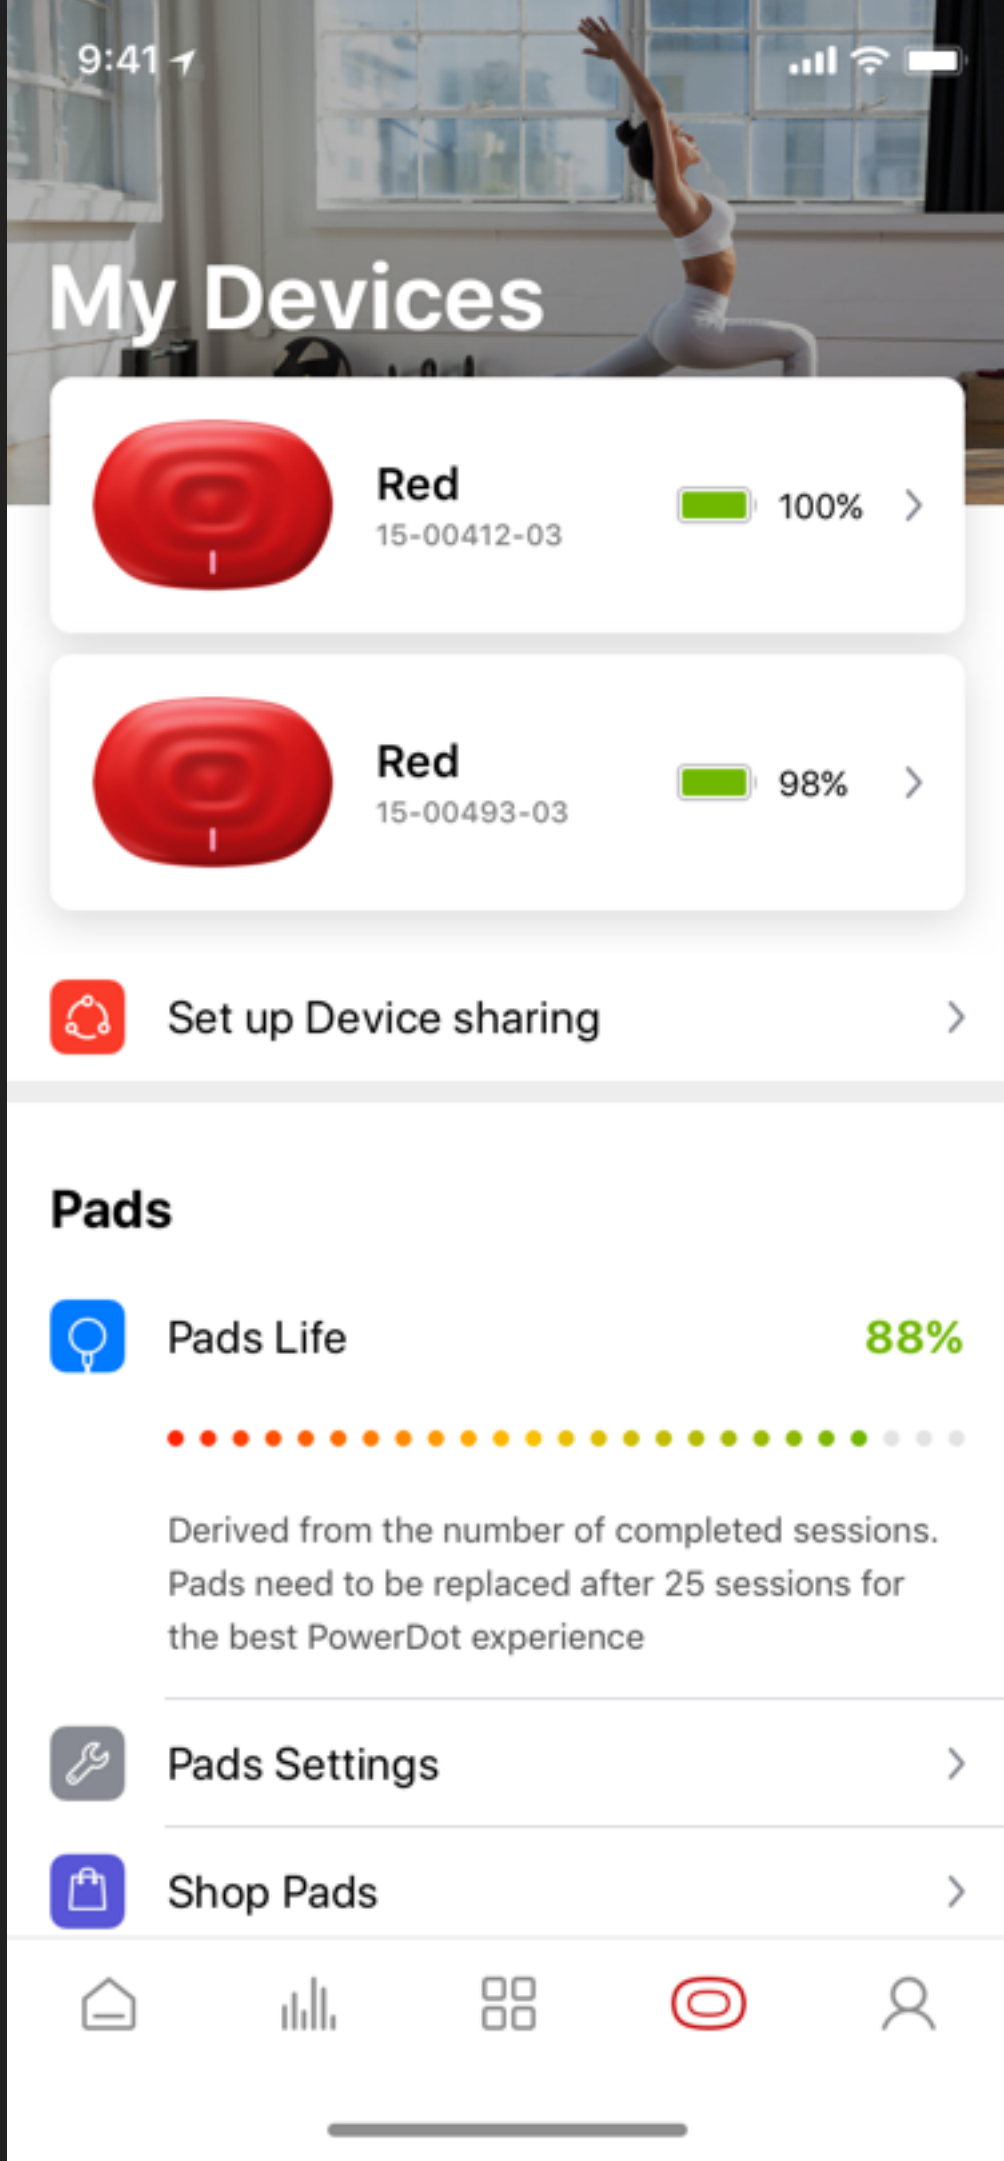 9:41
My Devices
Red
15-00412-03
100%
Red
15-00493-03
98%
Set up Device sharing
Pads
Pads Life
88%
Derived from the number of completed sessions.
Pads need to be replaced after 25 sessions for
the best PowerDot experience
Pads Settings
Shop Pads